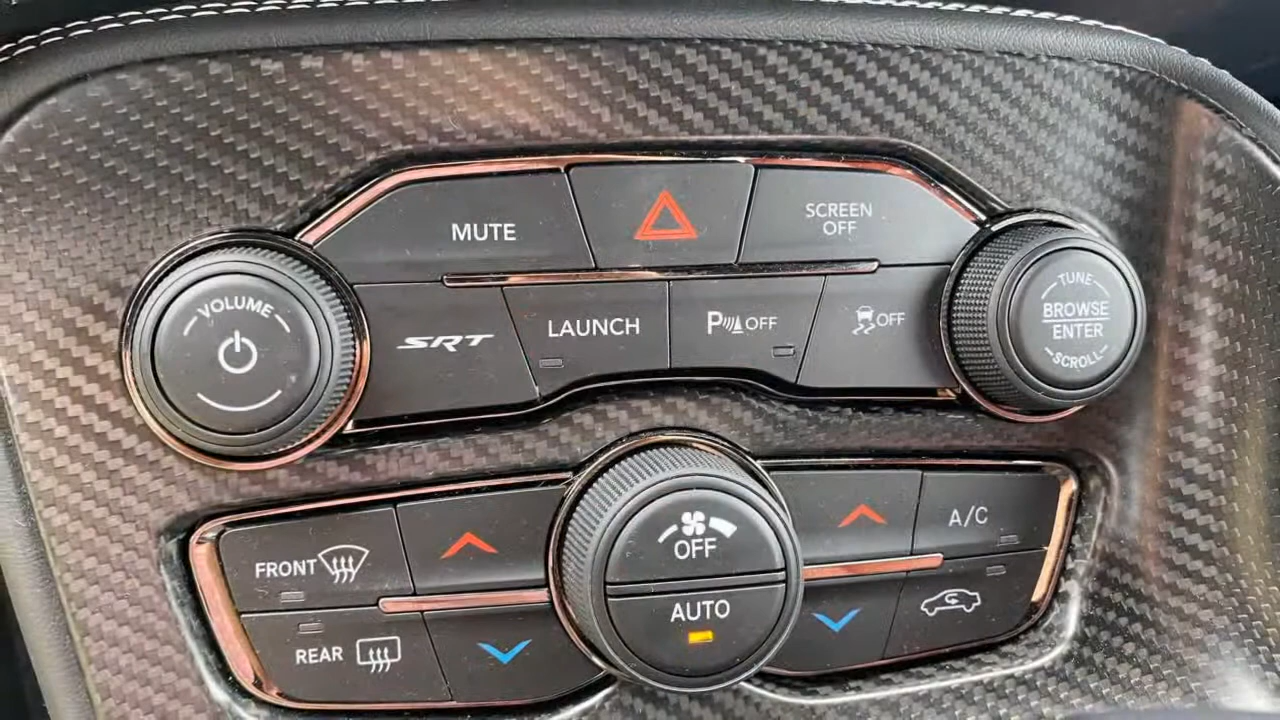 MUTE
SCREEN
OFF
VOLUME
SRT
LAUNCH
P OFF
OFF
TUNE
BROWSE
ENTER
SCROLL
FRONT
OFF
A/C
REAR
AUTO